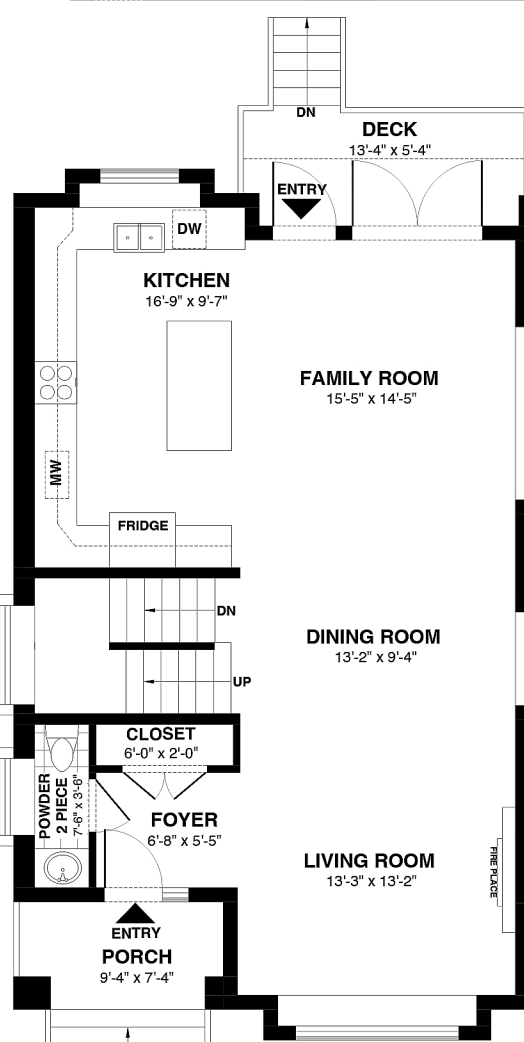 DN
DECK
13'-4" x 5'-4"
ENTRY
DW
KITCHEN
16'-9" x 9'-7"
FAMILY ROOM
15'-5" x 14'-5"
MW
FRIDGE
DN
DINING ROOM
13'-2" x 9'-4"
UP
CLOSET
6'-0" x 2'-0"
POWDER
2 PIECE
7'-6" x 3'-6"
FOYER
6'-8" x 5'-5"
LIVING ROOM
13'-3" x 13'-2"
FIRE PLACE
ENTRY
PORCH
9'-4" x 7'-4"